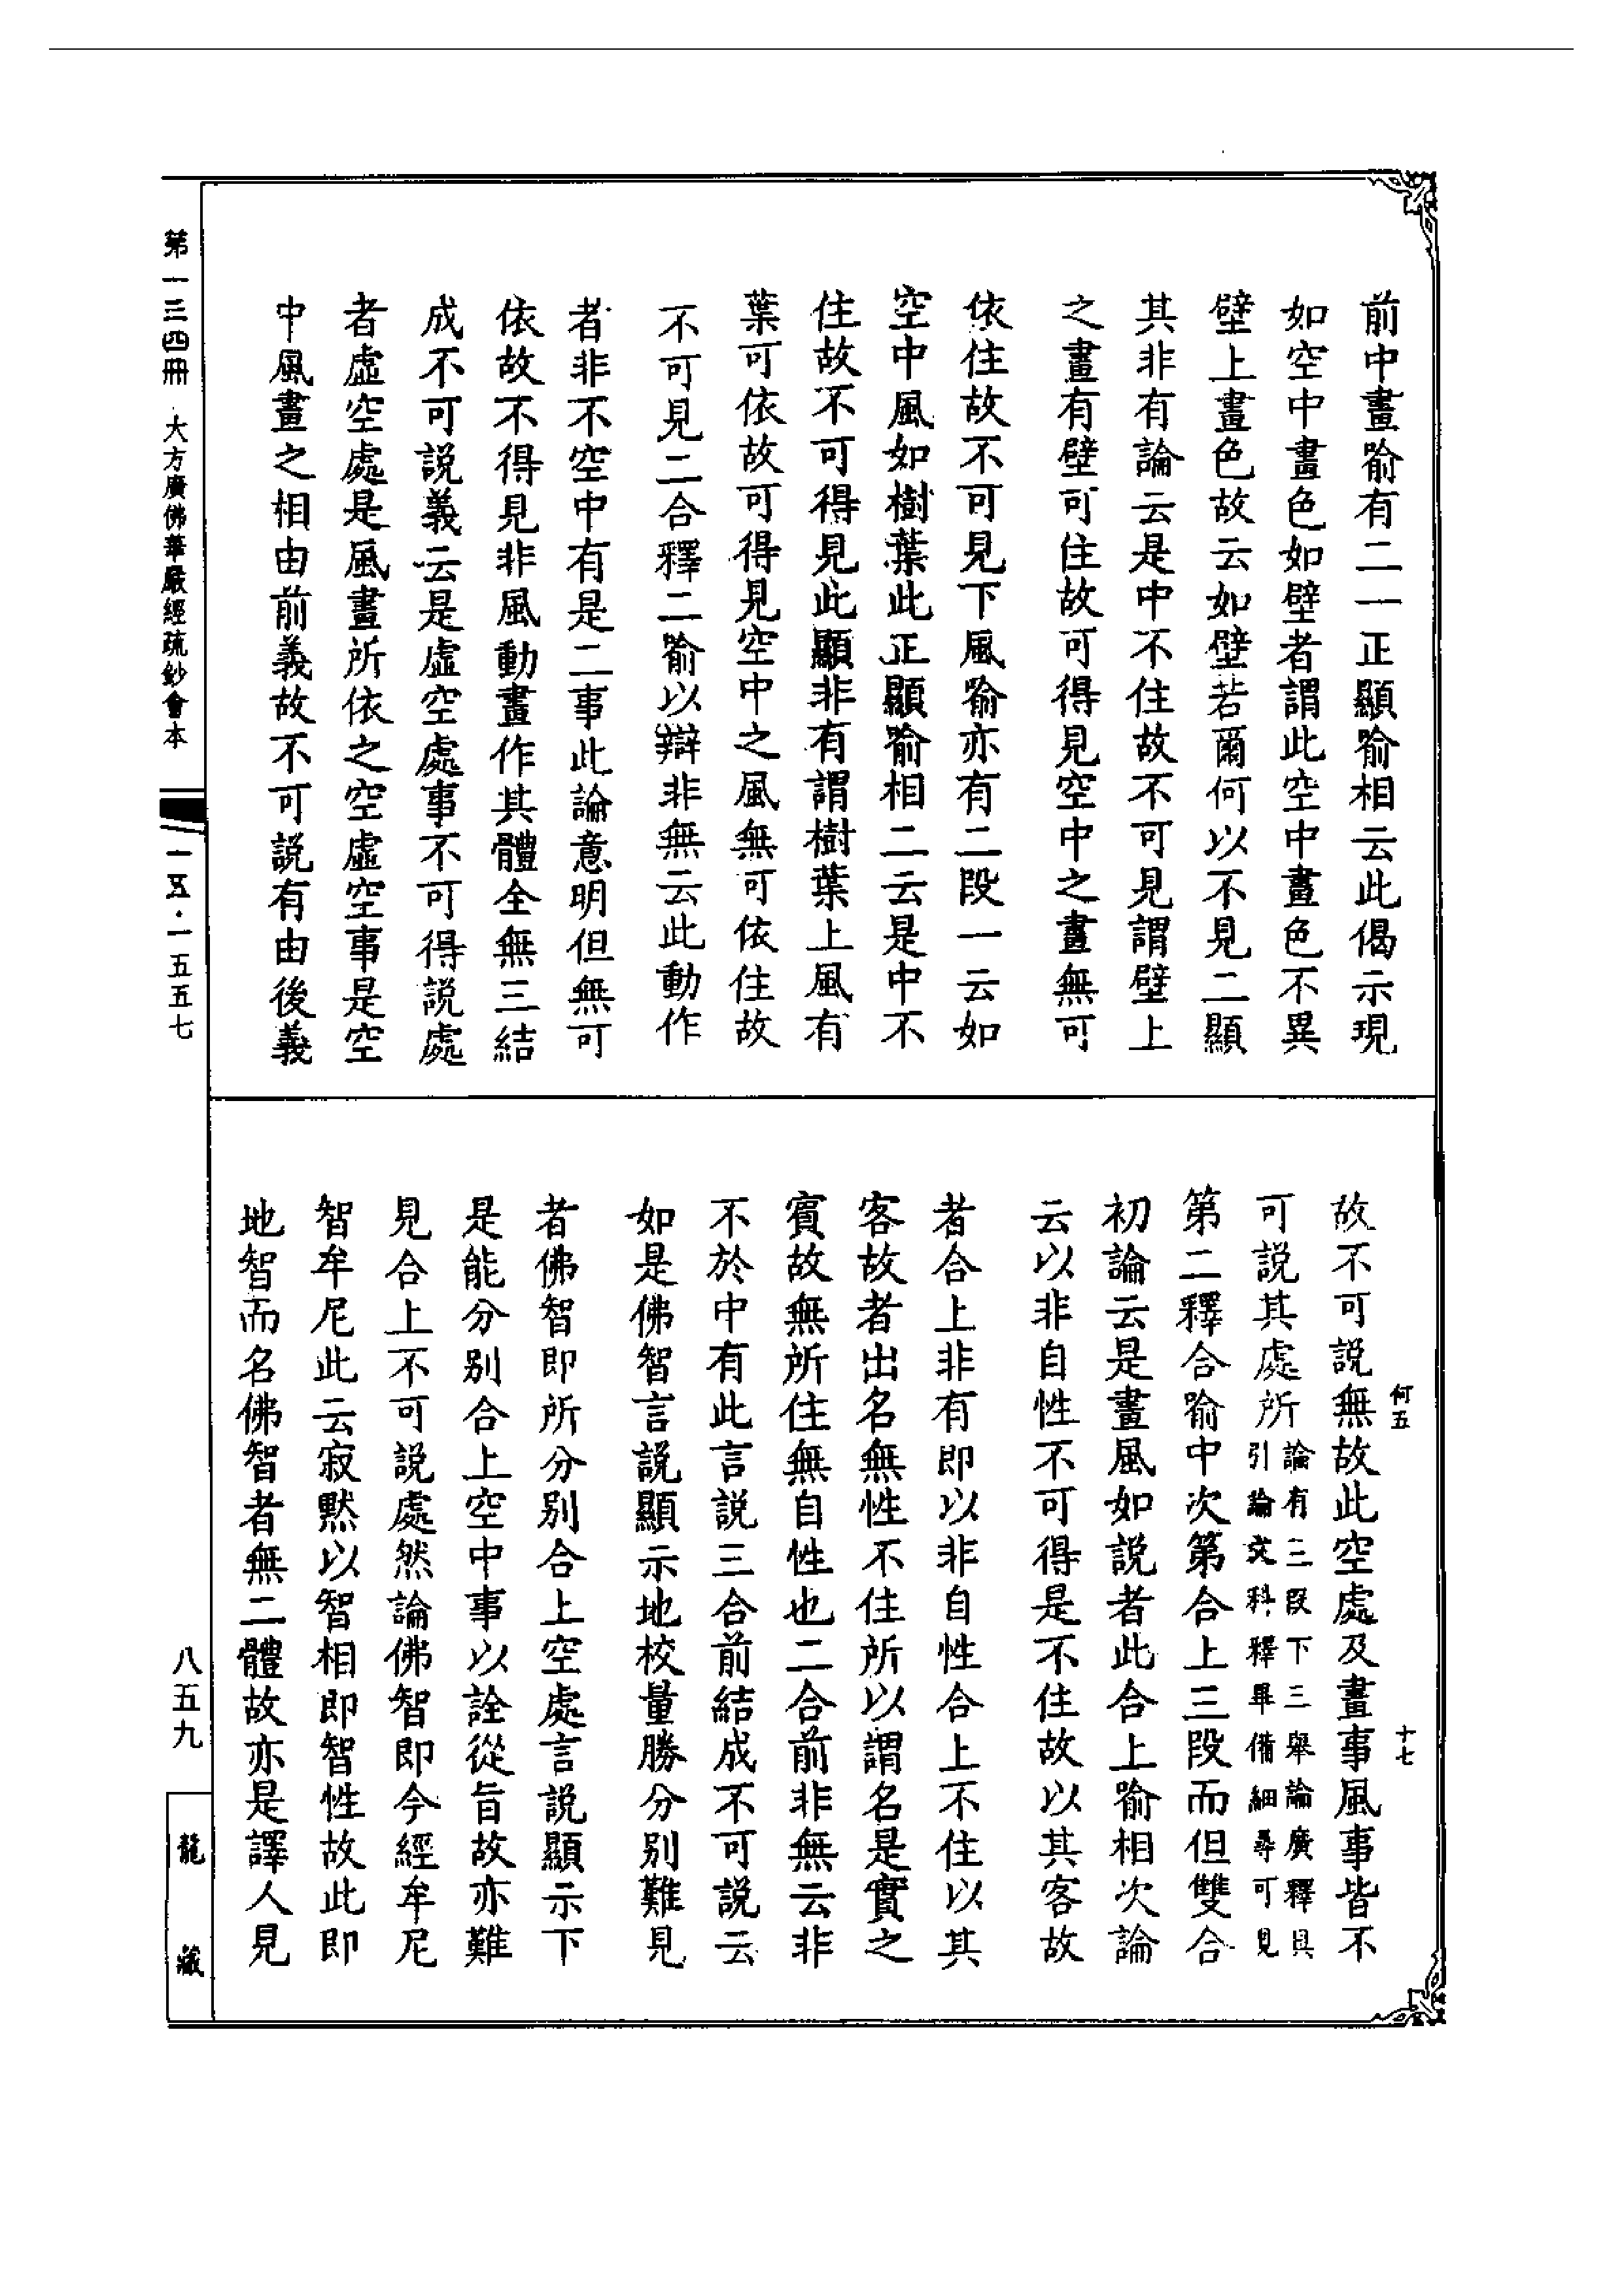 前中畫喻有二一正顯喻相云此偈示現
如空中畫色如壁者謂此空中畫色不異
壁上畫色故云如壁若爾何以不見二顯
其非有論云是中不住故不可見謂壁上
之畫有壁可住故可得見空中之畫無可
依住故不可見下風喻亦有二段一云如
空中風如樹葉此正顯喻相二云是中不
住故不可得見此顯非有謂樹葉上風有
葉可依故可得見空中之風無可依住故
不可見二合釋二喻以辯非無云此動作
者非不空中有是二事此論意明但無可
依故不得見非風動畫作其體全無三結
成不可説義云是虛空處事不可得説處
者虛空處是風畫所依之空虛空事是空
中風畫之相由前義故不可説有由後義
故不可説無故此空處及畫事風事皆不
可説其處所論有三段下三舉論廣釋具
引論文科釋畢備細尋可見
第二釋合喻中次第合上三段而但雙合
初論云是畫風如説者此合上喻相次論
云以非自性不可得是不住故以其客故
者合上非有即以非自性合上不住以其
客故者出名無性不住所以謂名是實之
賓故無所住無自性也二合前非無云非
不於中有此言説三合前結成不可説云
如是佛智言説顯示地校量勝分別難見
者佛智即所分別合上空處言説顯示下
是能分別合上空中事以詮從旨故亦難
見合上不可説處然論佛智即今經牟尼
智牟尼此云寂默以智相即智性故此即
地智而名佛智者無二體故亦是譯人見
何五
十七
第一三四冊 大方廣佛華嚴經疏鈔會本
一五·一五五七
八五九
龍藏